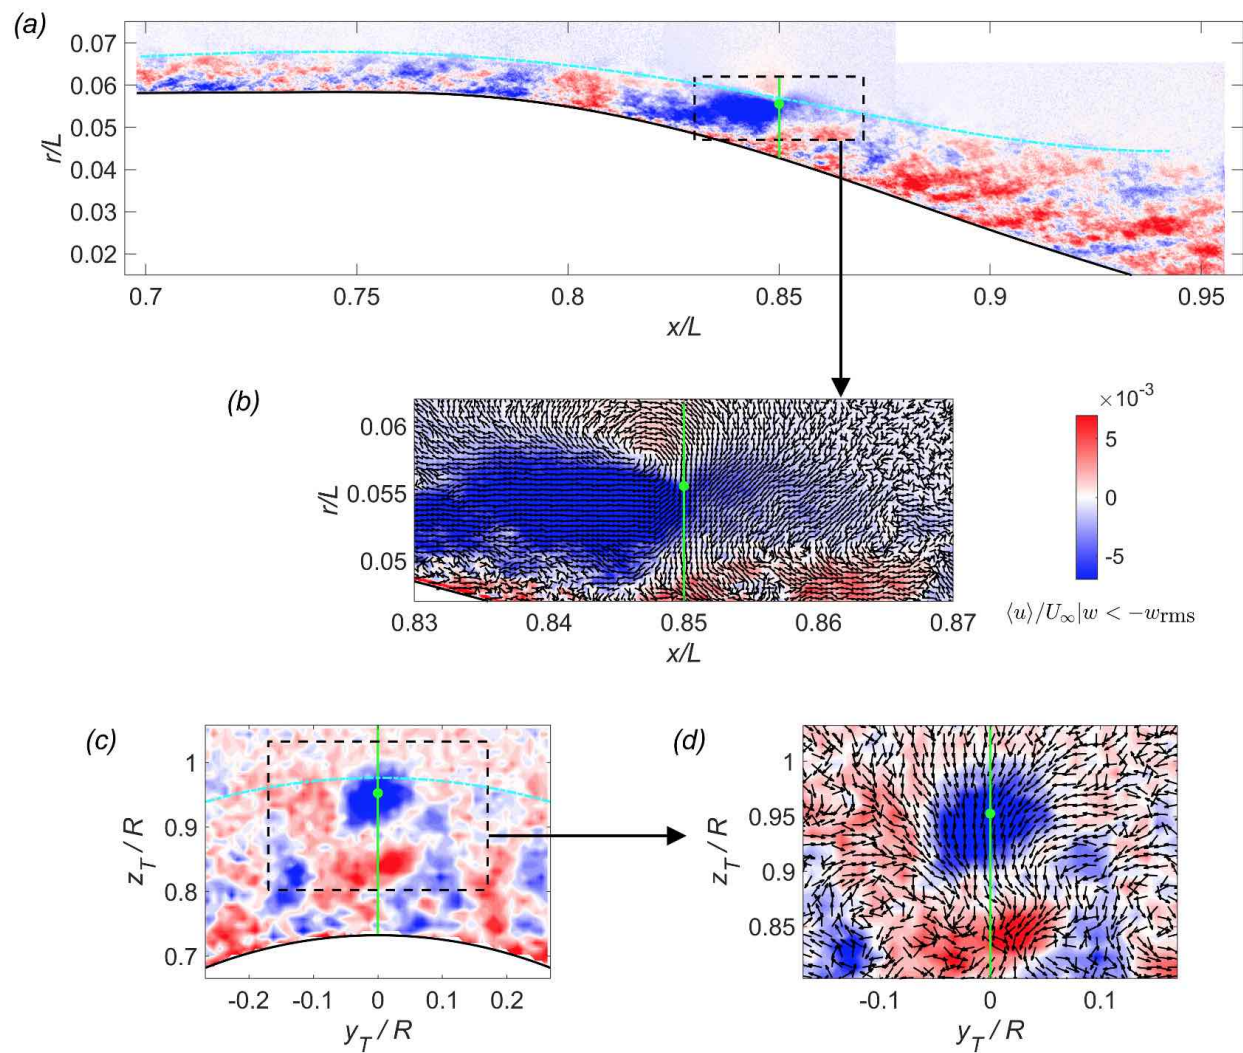 (a)
0.07
0.06
0.05
0.04
0.03
0.02
r/L
0.7 0.75 0.8 0.85 0.9 0.95
x/L
(b)
0.06
0.055
0.05
r/L
0.83 0.84 0.85 0.86 0.87
x/L
×10⁻³
5
0
-5
⟨u⟩/U∞|w < −wrms
(c)
1
0.9
0.8
0.7
z_T / R
-0.2 -0.1 0 0.1 0.2
y_T / R
(d)
1
0.95
0.9
0.85
z_T / R
-0.1 0 0.1
y_T / R